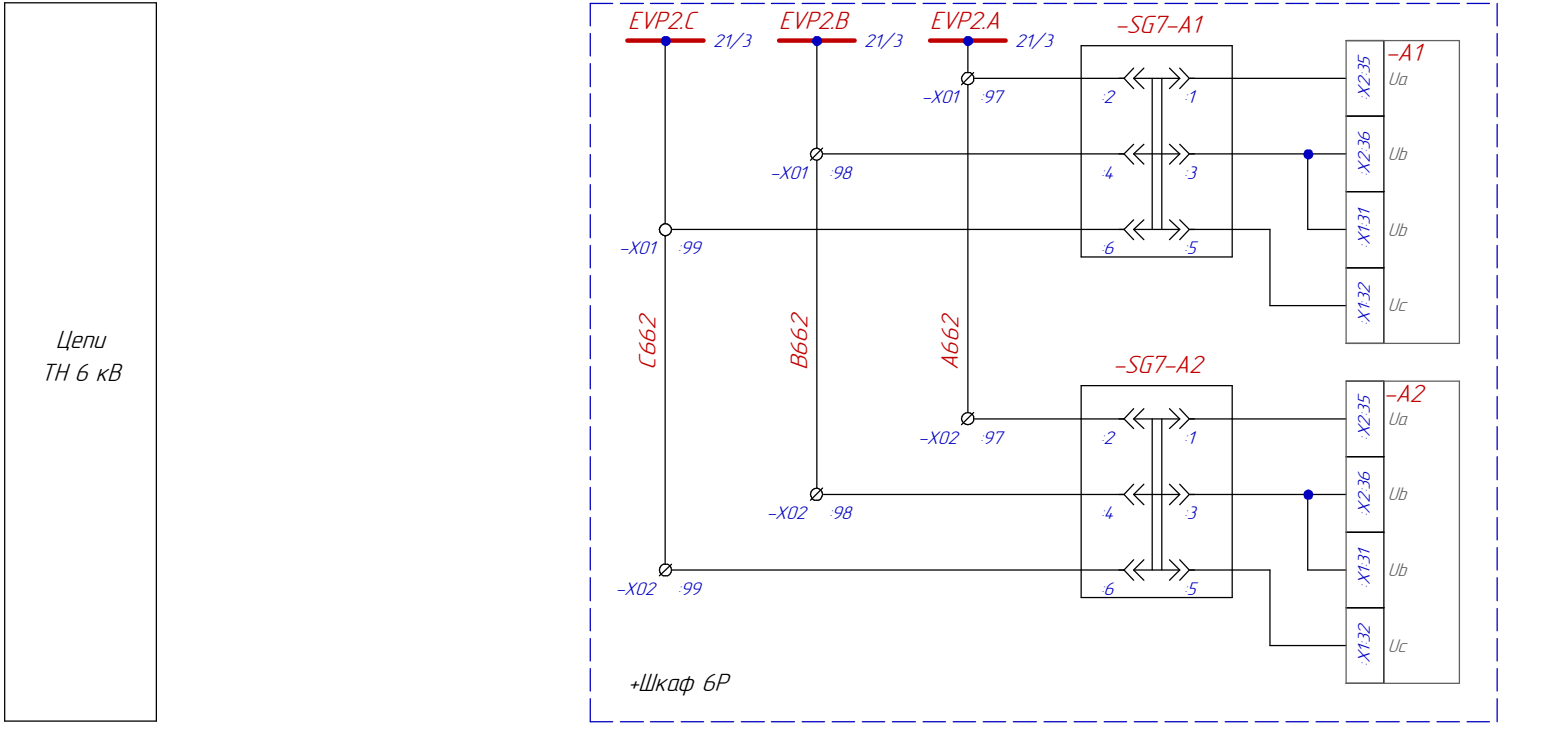 Цепи
ТН 6 кВ
EVP2.C
21/3
EVP2.B
21/3
EVP2.A
21/3
-SG7-A1
-A1
:X2:35
Ua
-X01 :97
:2
:1
:X2:36
Ub
-X01 :98
:4
:3
:X1:31
Ub
-X01 :99
:6
:5
:X1:32
Uc
C662
B662
A662
-SG7-A2
-A2
:X2:35
Ua
-X02 :97
:2
:1
:X2:36
Ub
-X02 :98
:4
:3
:X1:31
Ub
-X02 :99
:6
:5
:X1:32
Uc
+Шкаф 6Р